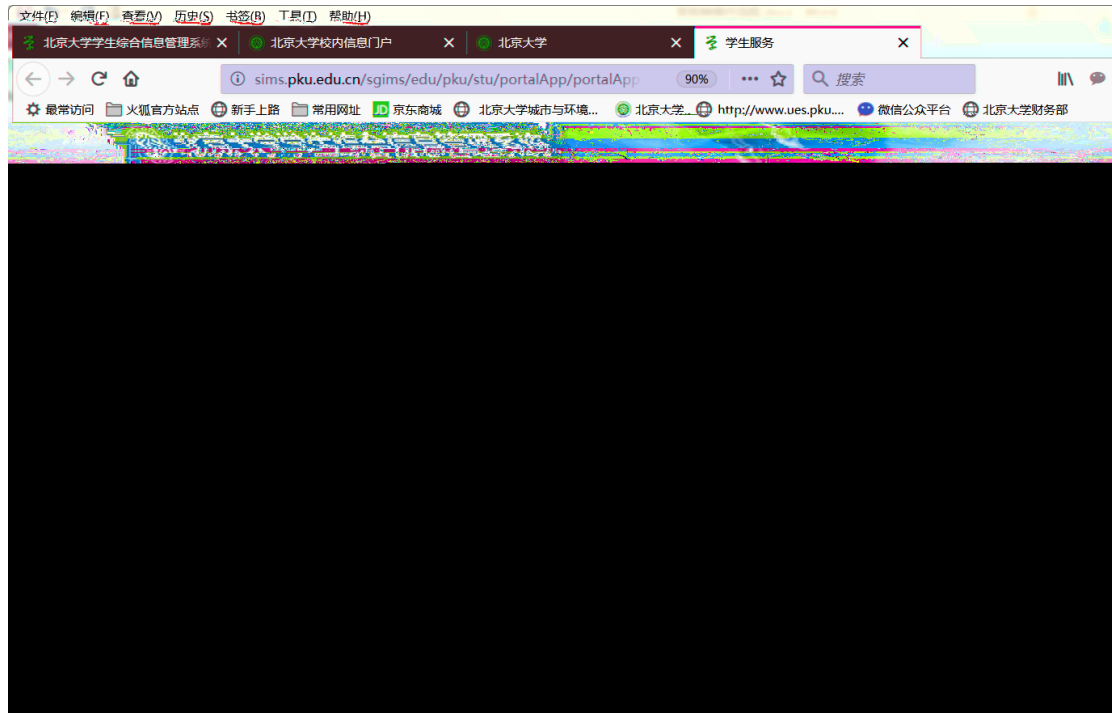 文件(F) 编辑(E) 查看(V) 历史(S) 书签(B) 工具(T) 帮助(H)
北京大学学生综合信息管理系统 北京大学校内信息门户 北京大学 学生服务
sims.pku.edu.cn/sgims/edu/pku/stu/portalApp/portalApp 90% 搜索
最常访问 火狐官方站点 新手上路 常用网址 JD 京东商城 北京大学城市与环境... 北京大学_ http://www.ues.pku.... 微信公众平台 北京大学财务部